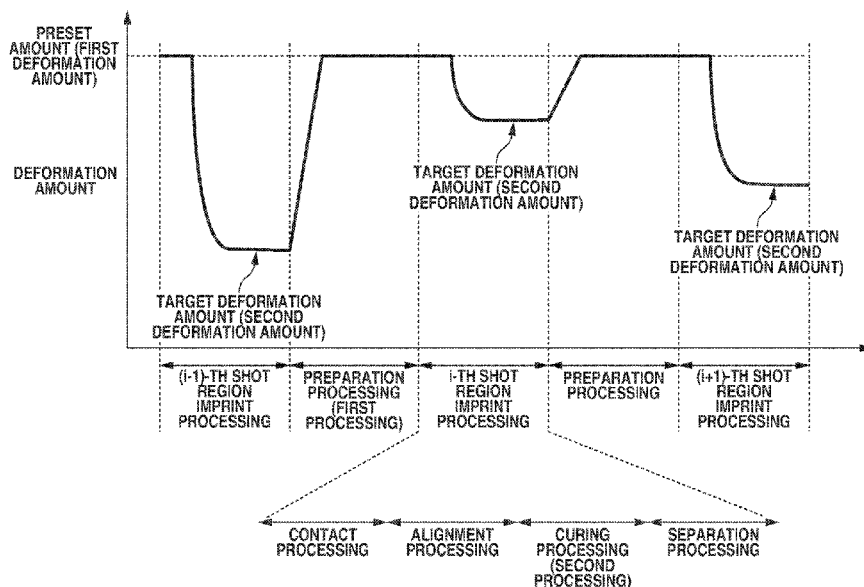 PRESET
AMOUNT (FIRST
DEFORMATION
AMOUNT)
DEFORMATION
AMOUNT
TARGET DEFORMATION
AMOUNT (SECOND
DEFORMATION AMOUNT)
TARGET DEFORMATION
AMOUNT (SECOND
DEFORMATION AMOUNT)
TARGET DEFORMATION
AMOUNT (SECOND
DEFORMATION AMOUNT)
(i-1)-TH SHOT
REGION
IMPRINT
PROCESSING
PREPARATION
PROCESSING
(FIRST
PROCESSING)
i-TH SHOT
REGION
IMPRINT
PROCESSING
PREPARATION
PROCESSING
(i+1)-TH SHOT
REGION
IMPRINT
PROCESSING
CONTACT
PROCESSING
ALIGNMENT
PROCESSING
CURING
PROCESSING
(SECOND
PROCESSING)
SEPARATION
PROCESSING